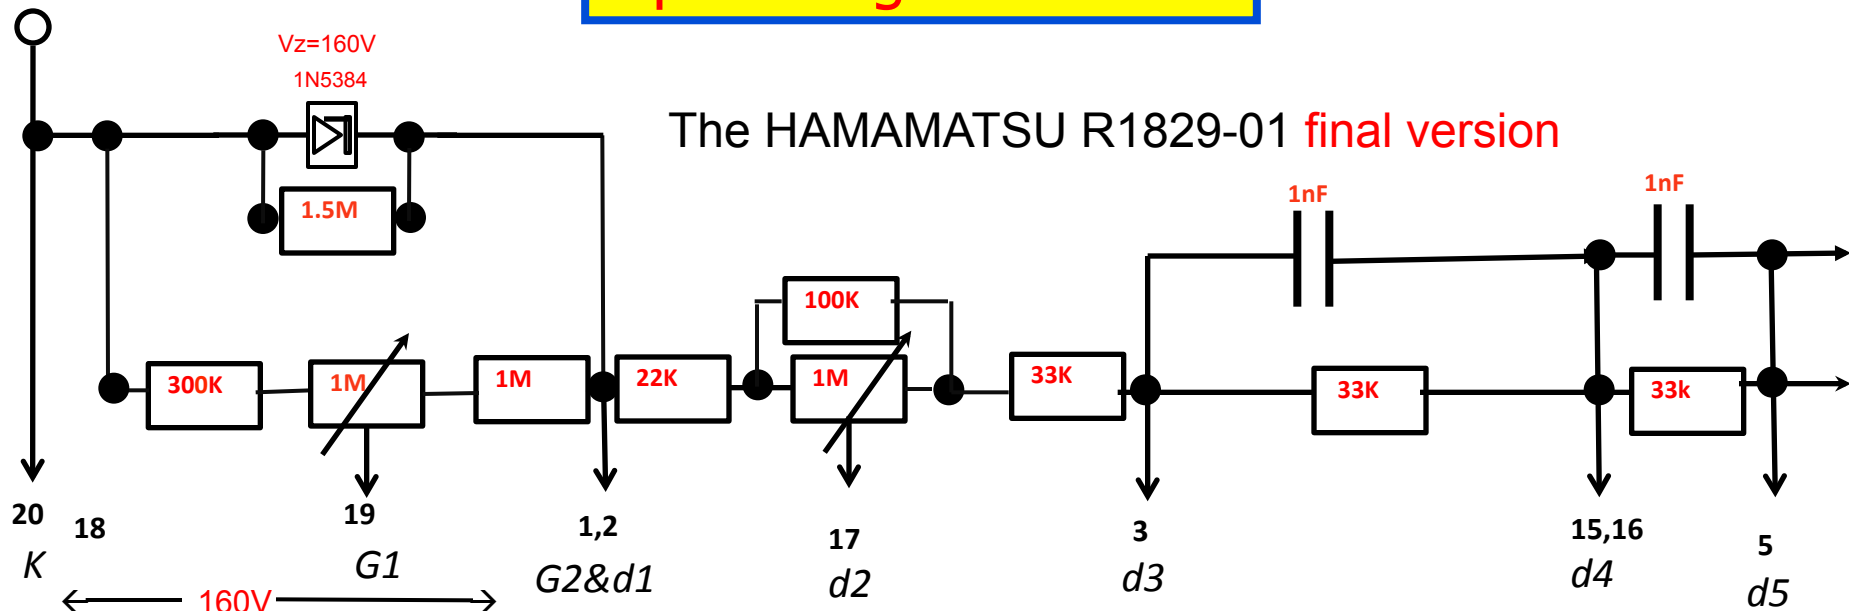 Vz=160V
1N5384
The HAMAMATSU R1829-01 final version
1nF
1nF
1.5M
100K
300K
1M
1M
22K
1M
33K
33K
33k
20
18
19
1,2
17
3
15,16
5
K
G1
G2&d1
d2
d3
d4
d5
160V